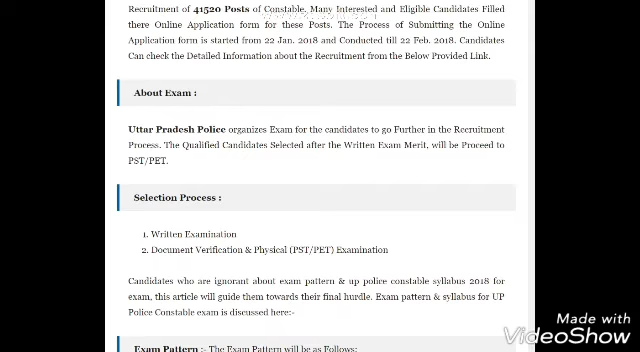 Recruitment of 41520 Posts of Constable. Many Interested and Eligible Candidates Filled
there Online Application form for these Posts. The Process of Submitting the Online
Application form is started from 22 Jan. 2018 and Conducted till 22 Feb. 2018. Candidates
Can check the Detailed Information about the Recruitment from the Below Provided Link.
About Exam :
Uttar Pradesh Police organizes Exam for the candidates to go Further in the Recruitment
Process. The Qualified Candidates Selected after the Written Exam Merit, will be Proceed to
PST/PET.
Selection Process :
1. Written Examination
2. Document Verification & Physical (PST/PET) Examination
Candidates who are ignorant about exam pattern & up police constable syllabus 2018 for
exam, this article will guide them towards their final hurdle. Exam pattern & syllabus for UP
Police Constable exam is discussed here:-
Made with
VideoShow
Exam Pattern :- The Exam Pattern will be as Follows: